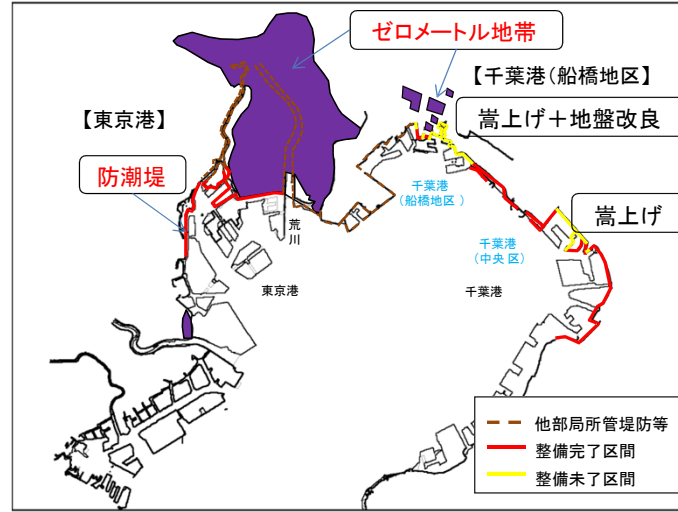 ゼロメートル地帯
【千葉港(船橋地区】
嵩上げ+地盤改良
【東京港】
防潮堤
千葉港
(船橋地区 )
嵩上げ
荒川
千葉港
(中央区)
東京港
千葉港
他部局所管堤防等
整備完了区間
整備未了区間